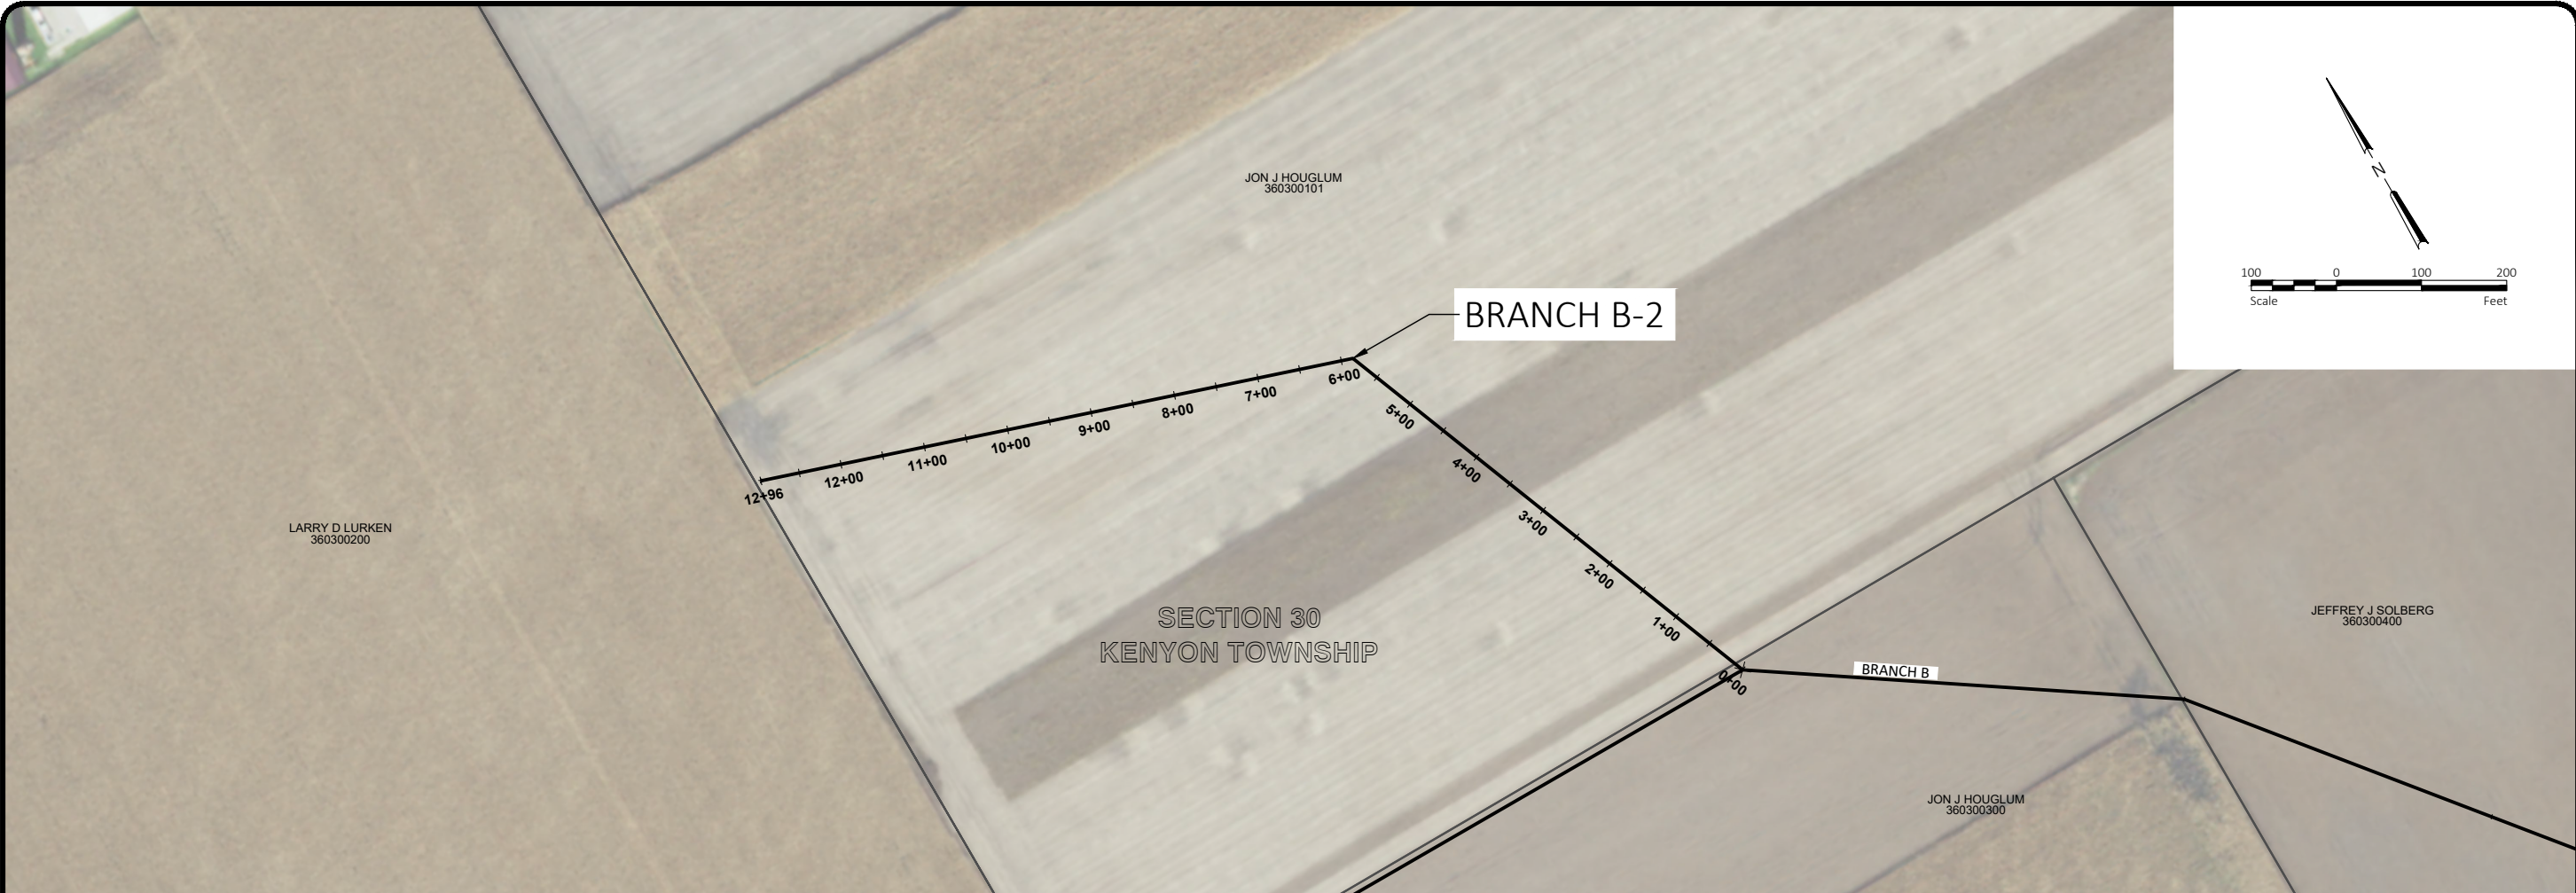 100 0 100 200
Scale Feet
N
JON J HOUGLUM
360300101
BRANCH B-2
6+00
7+00
8+00
9+00
10+00
11+00
12+00
12+96
5+00
4+00
3+00
2+00
1+00
0+00
LARRY D LURKEN
360300200
SECTION 30
KENYON TOWNSHIP
JEFFREY J SOLBERG
360300400
BRANCH B
JON J HOUGLUM
360300300